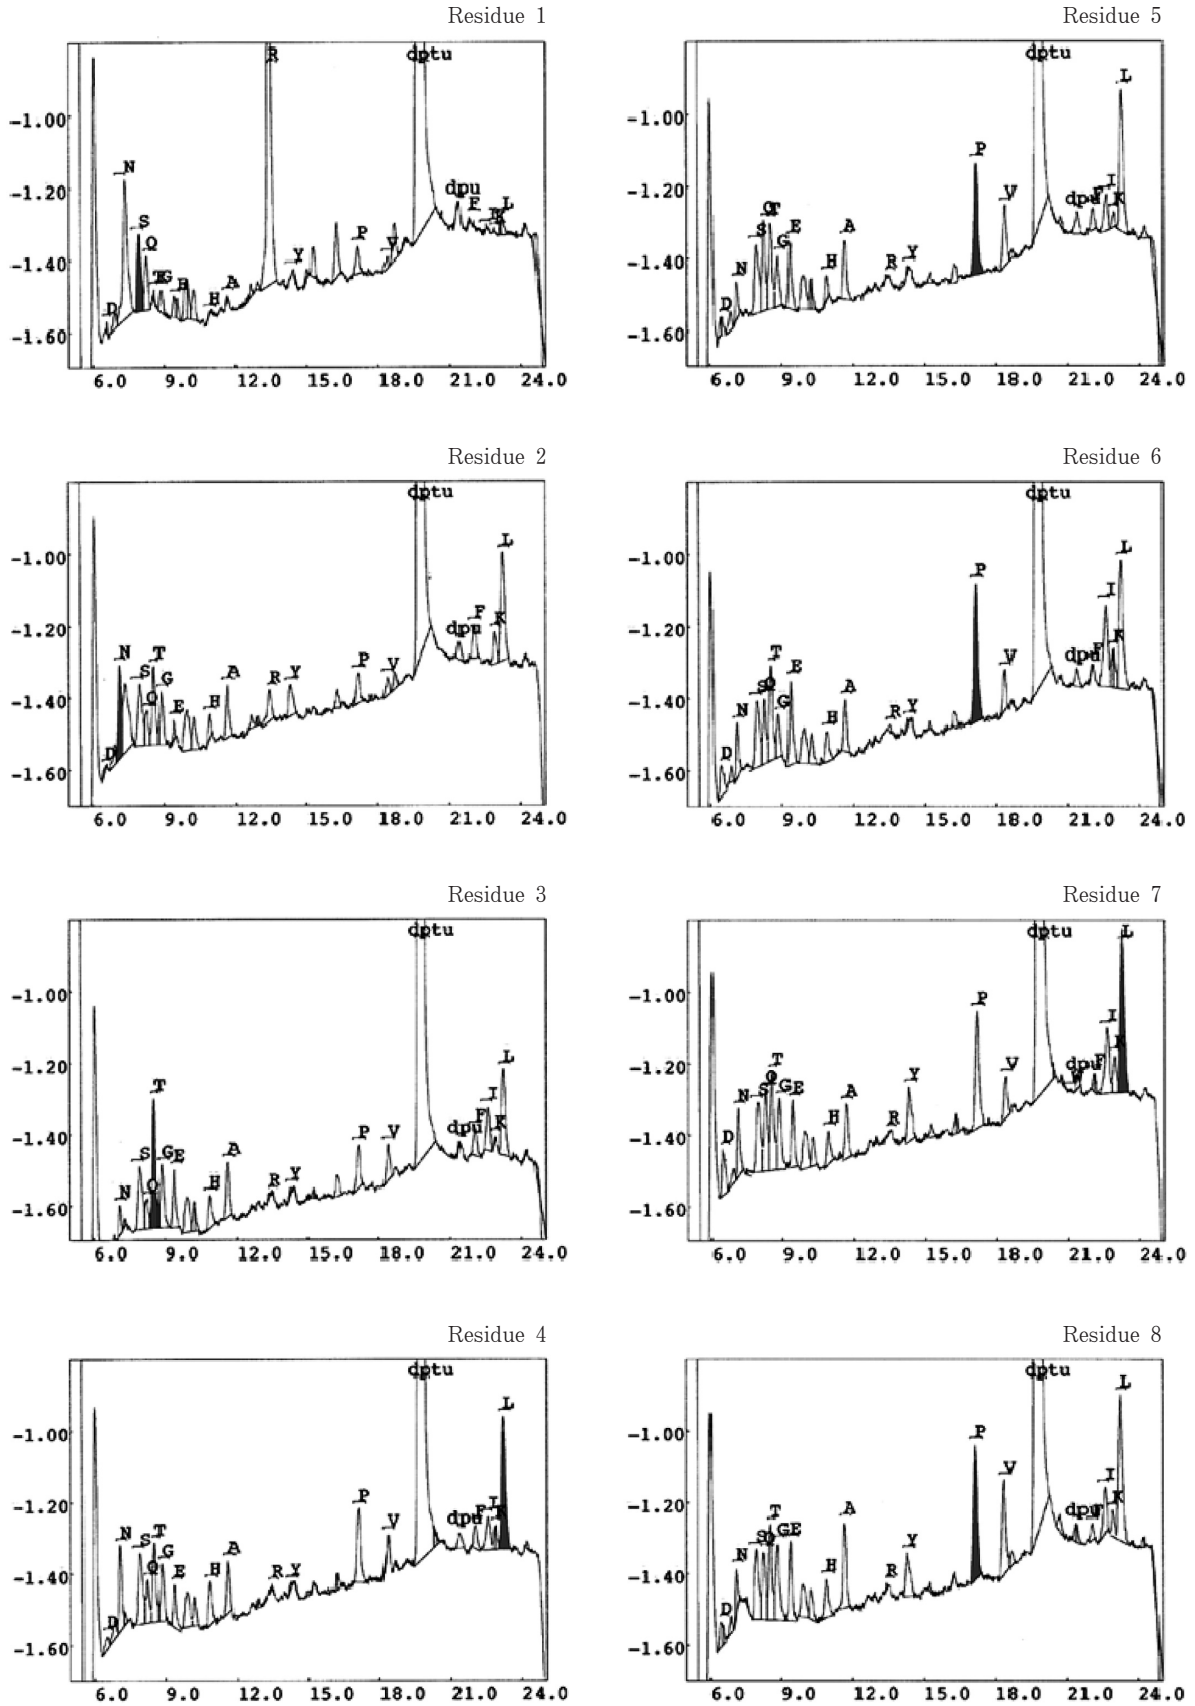 Residue 1
R dptu
N
S
Q
T G H
D
H A
Y
P
V
dpu
F
I K L
-1.00
-1.20
-1.40
-1.60
6.0 9.0 12.0 15.0 18.0 21.0 24.0
Residue 5
dptu
L
P
V
Q T
S
G E
N
D
H A
R Y
dpu F I K
-1.00
-1.20
-1.40
-1.60
6.0 9.0 12.0 15.0 18.0 21.0 24.0
Residue 2
dptu
L
N
S T
Q G
E
D
H A
R Y
P V
dpu F K
-1.00
-1.20
-1.40
-1.60
6.0 9.0 12.0 15.0 18.0 21.0 24.0
Residue 6
dptu
L
P
I
V
T
S Q E
G
N
D
H A
R Y
dpu F K
-1.00
-1.20
-1.40
-1.60
6.0 9.0 12.0 15.0 18.0 21.0 24.0
Residue 3
dptu
T
L
I
S G E
Q
N
H A
R Y
P V
dpu F K
-1.00
-1.20
-1.40
-1.60
6.0 9.0 12.0 15.0 18.0 21.0 24.0
Residue 7
dptu L
P
I
V
T
S Q G E
N
D
H A
R Y
dpu F K
-1.00
-1.20
-1.40
-1.60
6.0 9.0 12.0 15.0 18.0 21.0 24.0
Residue 4
dptu
L
P
V
N S T
Q G
E
D
H A
R Y
dpu F I
-1.00
-1.20
-1.40
-1.60
6.0 9.0 12.0 15.0 18.0 21.0 24.0
Residue 8
dptu
L
P
V
I
T
S Q G E
N
D
H A
R Y
dpu F K
-1.00
-1.20
-1.40
-1.60
6.0 9.0 12.0 15.0 18.0 21.0 24.0